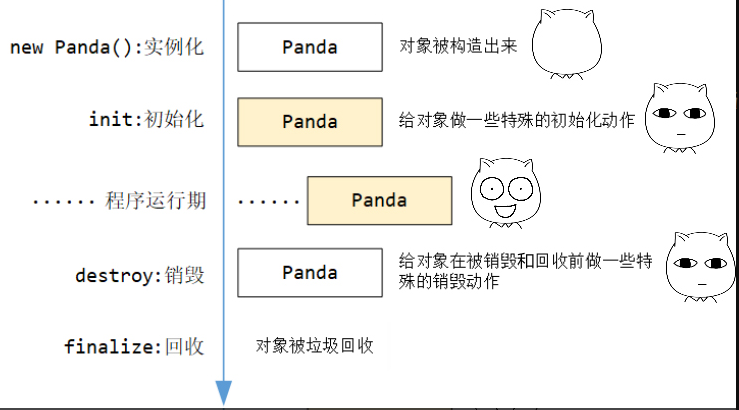 new Panda():实例化 Panda 对象被构造出来
init:初始化 Panda 给对象做一些特殊的初始化动作
...... 程序运行期 ...... Panda
destroy:销毁 Panda 给对象在被销毁和回收前做一些特
殊的销毁动作
finalize:回收 对象被垃圾回收